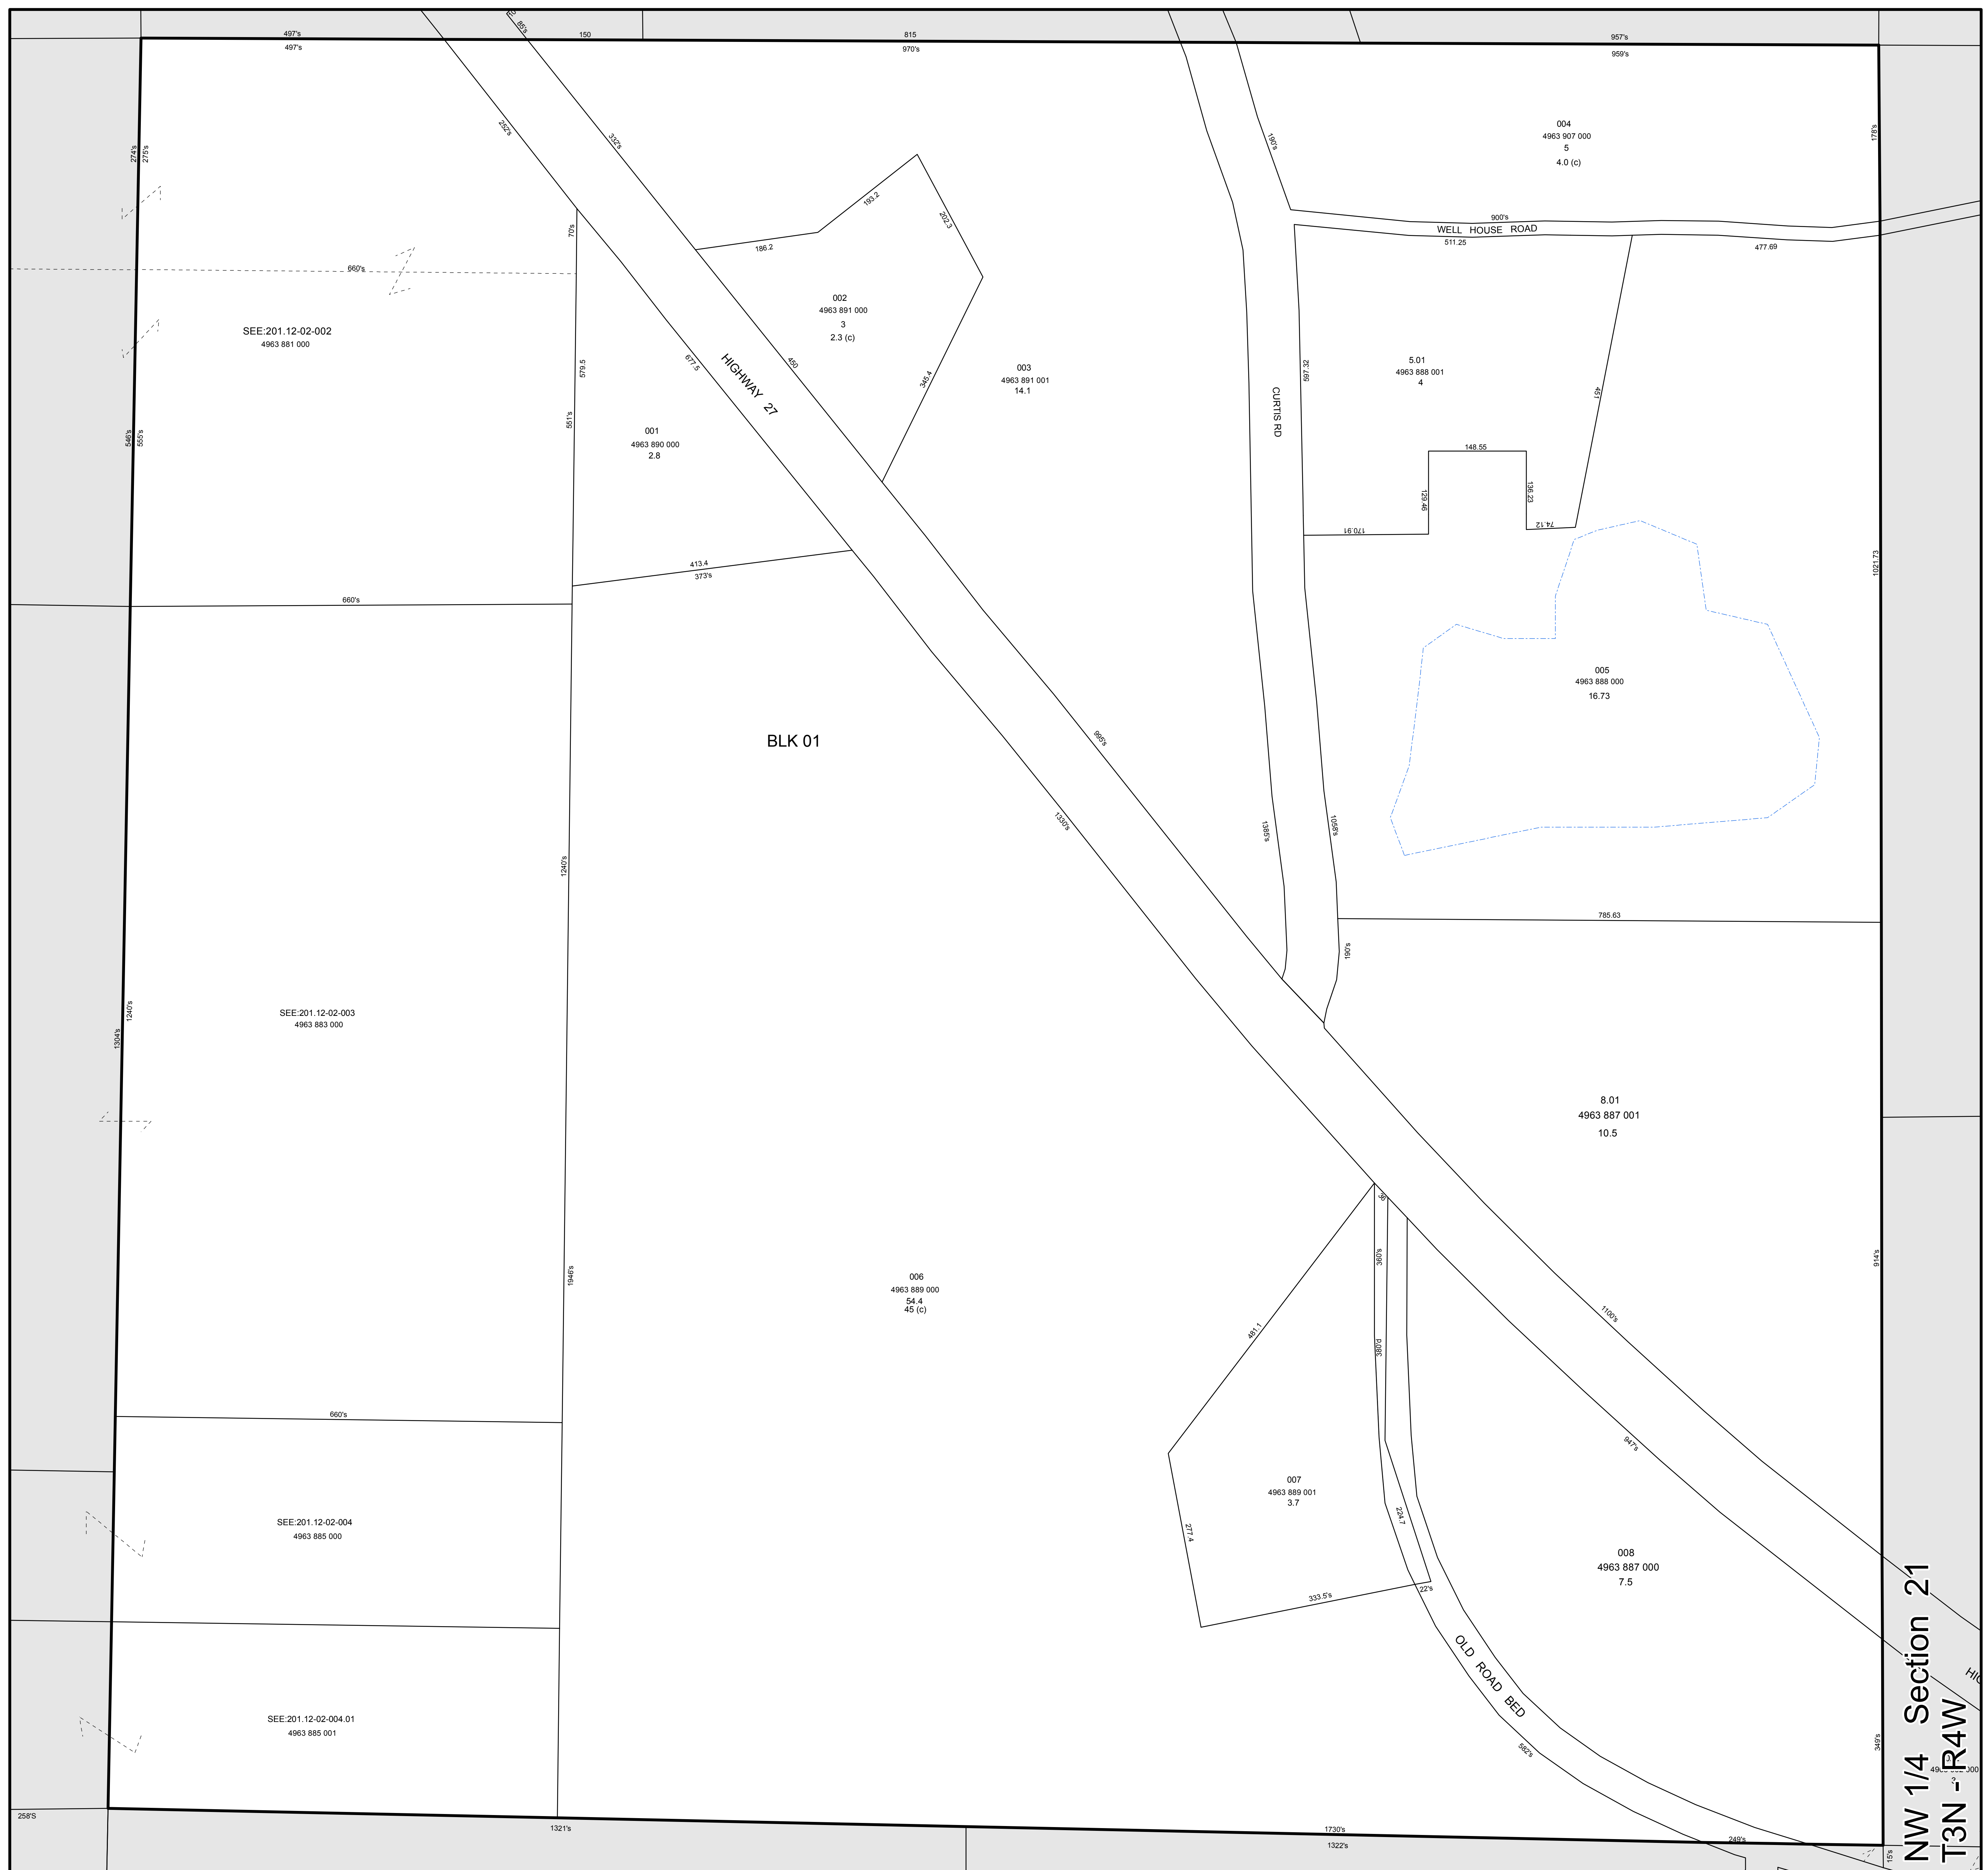 85's
497's
150
815
957's
497's
970's
959's
252's
332's
190's
004
4963 907 000
5
4.0 (c)
178's
274's
275's
193.2
202.3
70's
186.2
900's
WELL HOUSE ROAD
511.25
477.69
660's
002
4963 891 000
3
2.3 (c)
SEE:201.12-02-002
4963 881 000
579.5
677.5
HIGHWAY 27
450
345.4
003
4963 891 001
14.1
CURTIS RD
597.32
5.01
4963 888 001
4
451
546's
555's
551's
001
4963 890 000
2.8
148.55
129.46
136.23
170.91
74.12
413.4
373's
1021.73
660's
005
4963 888 000
16.73
BLK 01
995's
1330's
1385's
1058's
1240's
785.63
190's
SEE:201.12-02-003
4963 883 000
1240's
1304's
8.01
4963 887 001
10.5
36
360's
914's
1946's
006
4963 889 000
54.4
45 (c)
1100's
481.1
380'd
660's
947's
007
4963 889 001
3.7
224.7
277.4
SEE:201.12-02-004
4963 885 000
008
4963 887 000
7.5
22's
333.5's
OLD ROAD BED
582's
349's
SEE:201.12-02-004.01
4963 885 001
NW 1/4 Section 21
T3N - R4W
258'S
1321's
1730's
1322's
249's
15's